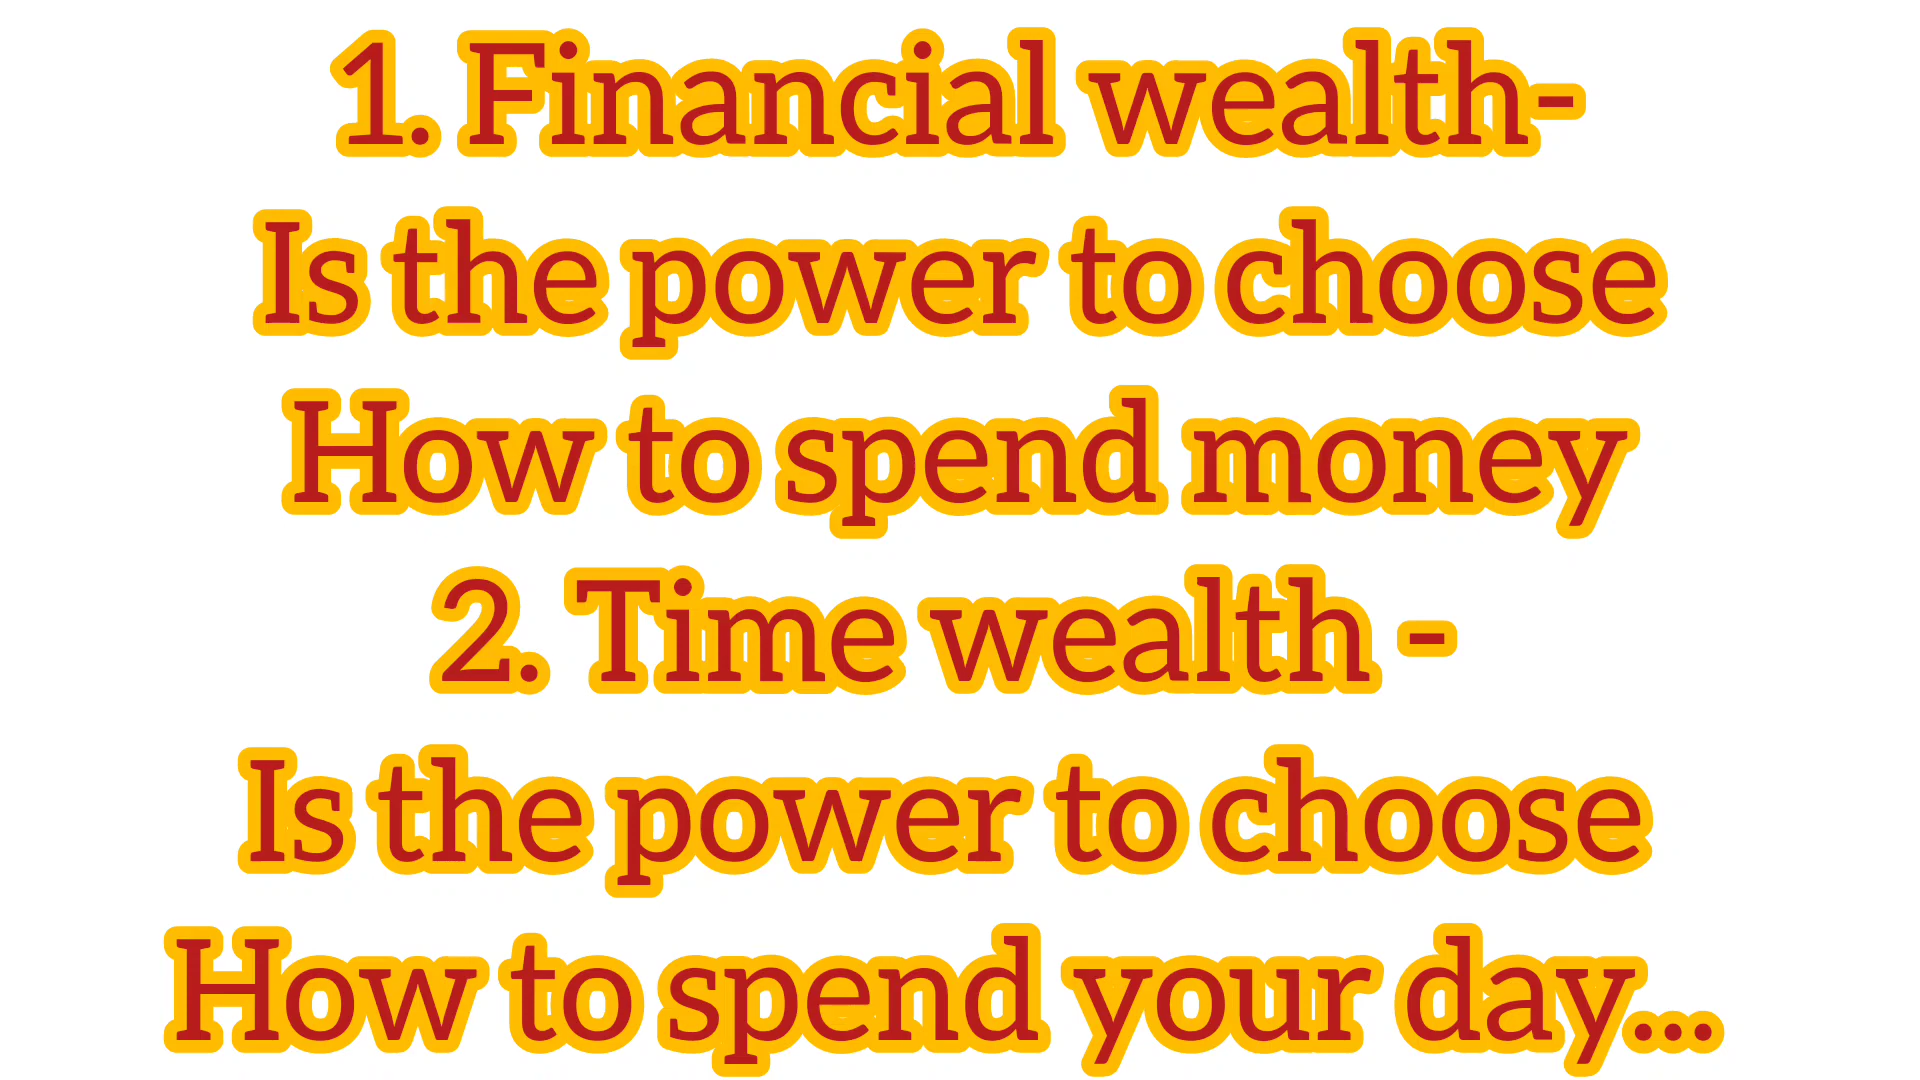 1. Financial wealth-
Is the power to choose
How to spend money
2. Time wealth -
Is the power to choose
How to spend your day...